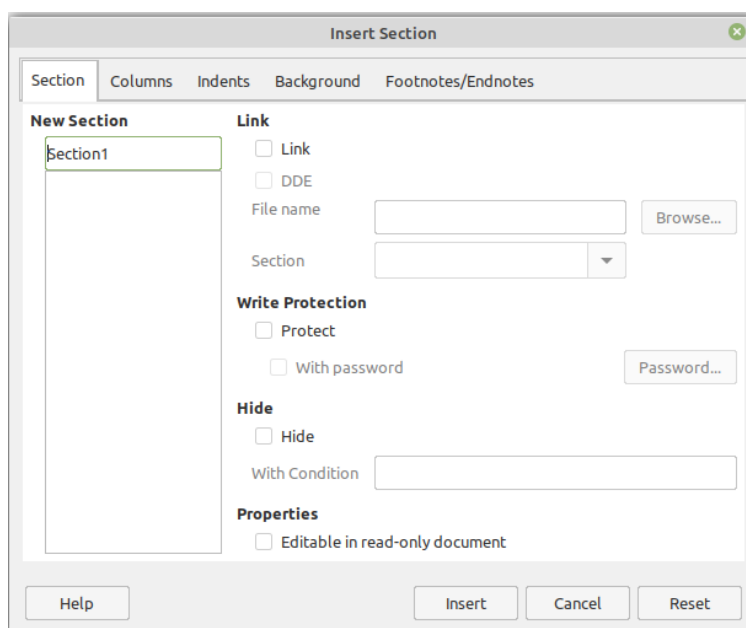 Insert Section
Section Columns Indents Background Footnotes/Endnotes
New Section
Section1
Link
Link
DDE
File name
Browse...
Section
Write Protection
Protect
With password
Password...
Hide
Hide
With Condition
Properties
Editable in read-only document
Help Insert Cancel Reset